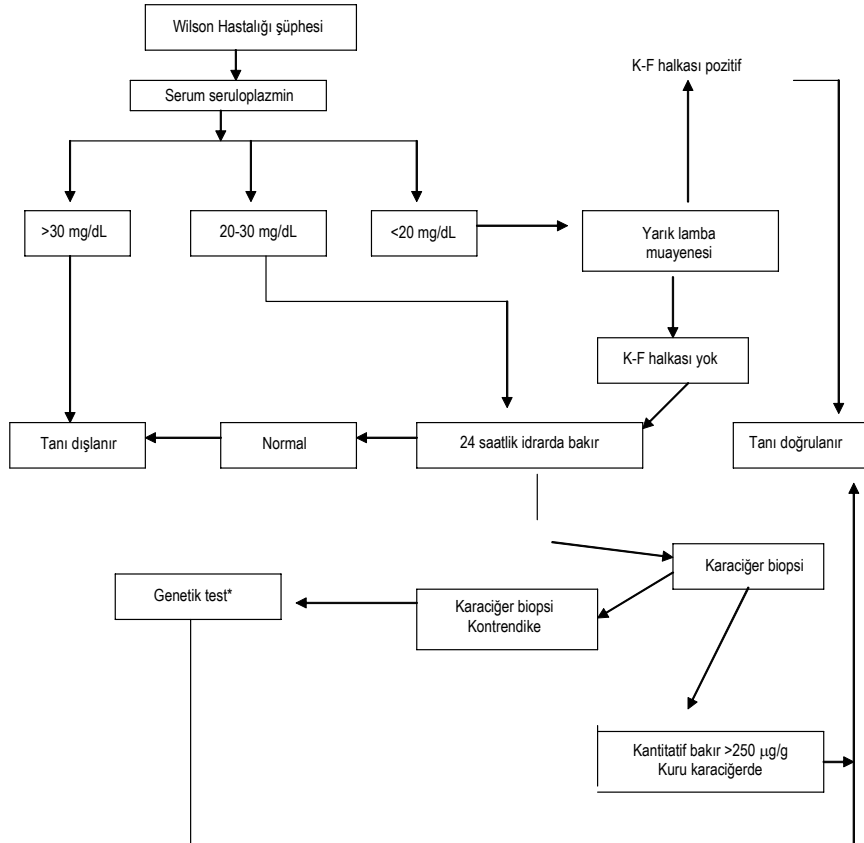 Wilson Hastalığı şüphesi
K-F halkası pozitif
Serum seruloplazmin
>30 mg/dL
20-30 mg/dL
<20 mg/dL
Yarık lamba
muayenesi
K-F halkası yok
Tanı dışlanır
Normal
24 saatlik idrarda bakır
Tanı doğrulanır
Karaciğer biopsi
Genetik test*
Karaciğer biopsi
Kontrendike
Kantitatif bakır >250 µg/g
Kuru karaciğerde